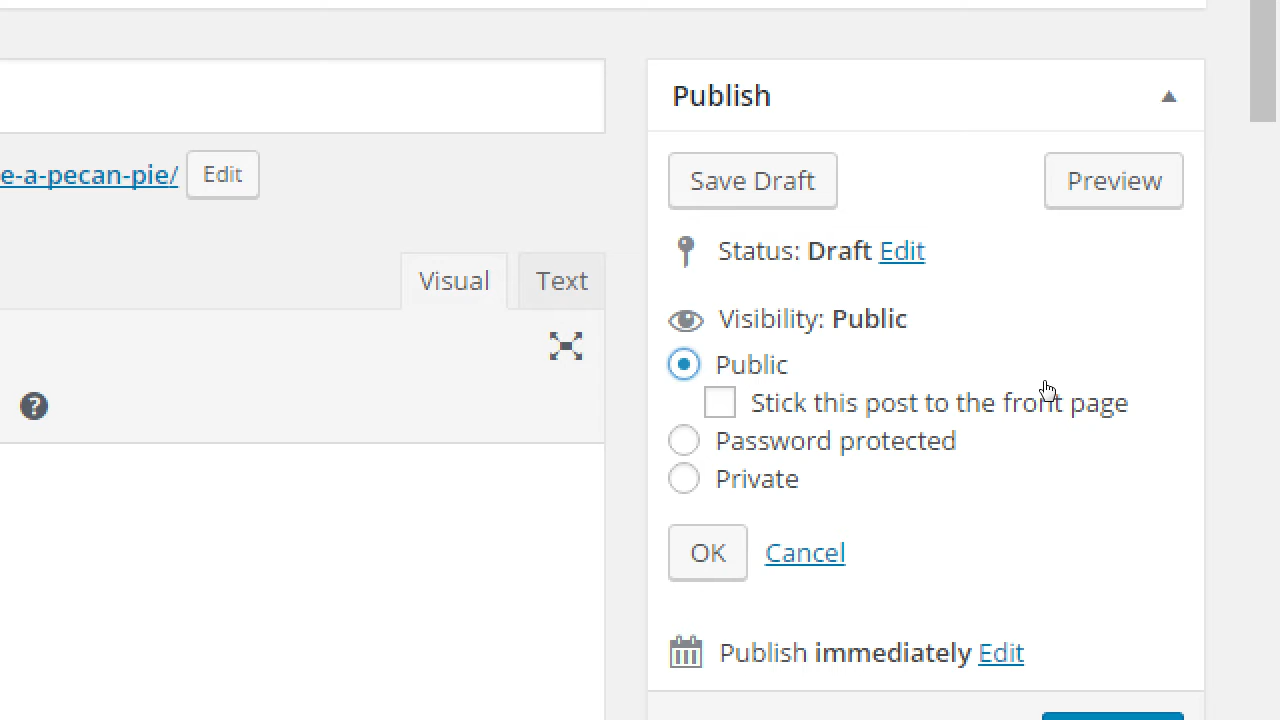 Publish
e-a-pecan-pie/ Edit
Save Draft Preview
Status: Draft Edit
Visual Text
Visibility: Public
Public
Stick this post to the front page
?
Password protected
Private
OK Cancel
Publish immediately Edit